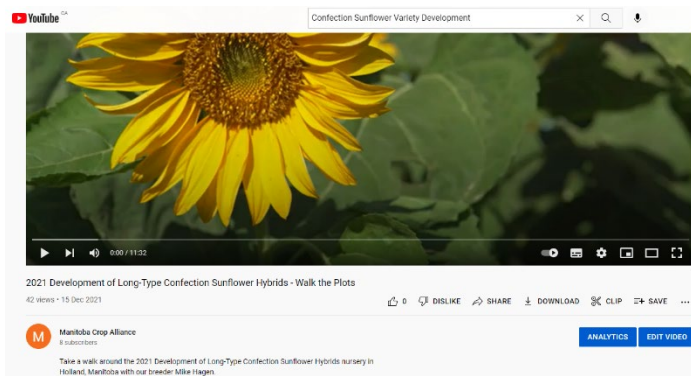 YouTube CA
Confection Sunflower Variety Development
0:00 / 11:32
2021 Development of Long-Type Confection Sunflower Hybrids - Walk the Plots
42 views • 15 Dec 2021
0 DISLIKE SHARE DOWNLOAD CLIP SAVE ...
M
Manitoba Crop Alliance
8 subscribers
ANALYTICS EDIT VIDEO
Take a walk around the 2021 Development of Long-Type Confection Sunflower Hybrids nursery in
Holland, Manitoba with our breeder Mike Hagen.